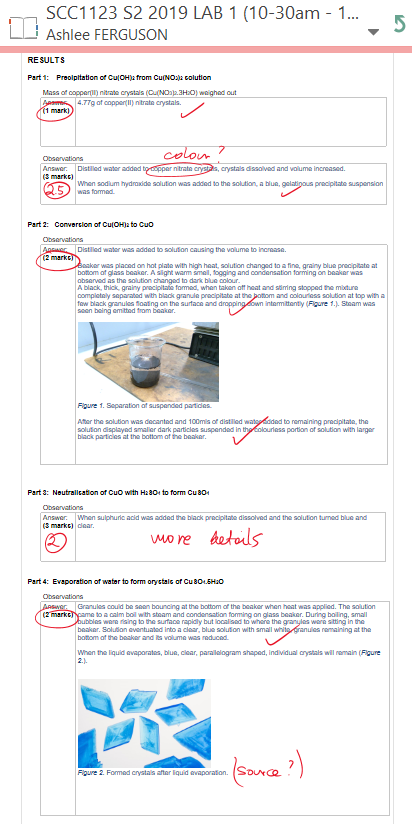 SCC1123 S2 2019 LAB 1 (10-30am - 1...
Ashlee FERGUSON
RESULTS
Part 1: Precipitation of Cu(OH)₂ from Cu(NO₃)₂ solution
Mass of copper(II) nitrate crystals (Cu(NO₃)₂.3H₂O) weighed out
Answer: 4.77g of copper(II) nitrate crystals.
(1 mark)
colour?
Observations
Answer: Distilled water added to copper nitrate crystals, crystals dissolved and volume increased.
(3 marks)
2.5
When sodium hydroxide solution was added to the solution, a blue, gelatinous precipitate suspension
was formed.
Part 2: Conversion of Cu(OH)₂ to CuO
Observations
Answer: Distilled water was added to solution causing the volume to increase.
(2 marks)
Beaker was placed on hot plate with high heat, solution changed to a fine, grainy blue precipitate at
bottom of glass beaker. A slight warm smell, fogging and condensation forming on beaker was
observed as the solution changed to dark blue colour.
A black, thick, grainy precipitate formed, when taken off heat and stirring stopped the mixture
completely separated with black granule precipitate at the bottom and colourless solution at top with a
few black granules floating on the surface and dropping down intermittently (Figure 1.). Steam was
seen being emitted from beaker.
Figure 1. Separation of suspended particles.
After the solution was decanted and 100mls of distilled water added to remaining precipitate, the
solution displayed smaller dark particles suspended in the colourless portion of solution with larger
black particles at the bottom of the beaker.
Part 3: Neutralisation of CuO with H₂SO₄ to form CuSO₄
Observations
Answer: When sulphuric acid was added the black precipitate dissolved and the solution turned blue and
(3 marks) clear.
2
more details
Part 4: Evaporation of water to form crystals of CuSO₄.5H₂O
Observations
Answer: Granules could be seen bouncing at the bottom of the beaker when heat was applied. The solution
(2 marks) came to a calm boil with steam and condensation forming on glass beaker. During boiling, small
bubbles were rising to the surface rapidly but localised to where the granules were sitting in the
beaker. Solution eventuated into a clear, blue solution with small white granules remaining at the
bottom of the beaker and its volume was reduced.
When the liquid evaporates, blue, clear, parallelogram shaped, individual crystals will remain (Figure
2.).
Figure 2. Formed crystals after liquid evaporation.
(source?)